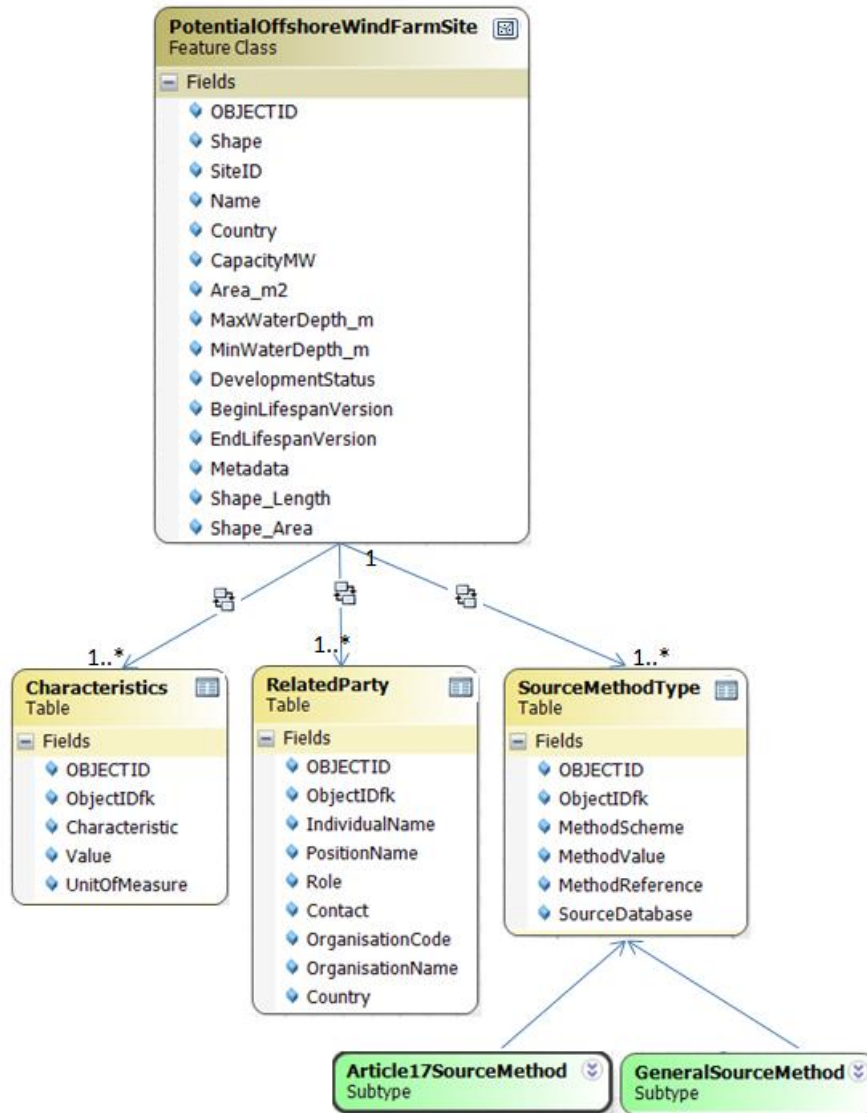 PotentialOffshoreWindFarmSite
Feature Class
Fields
OBJECTID
Shape
SiteID
Name
Country
CapacityMW
Area_m2
MaxWaterDepth_m
MinWaterDepth_m
DevelopmentStatus
BeginLifespanVersion
EndLifespanVersion
Metadata
Shape_Length
Shape_Area
1
1..*
1..*
1..*
Characteristics
Table
Fields
OBJECTID
ObjectIDfk
Characteristic
Value
UnitOfMeasure
RelatedParty
Table
Fields
OBJECTID
ObjectIDfk
IndividualName
PositionName
Role
Contact
OrganisationCode
OrganisationName
Country
SourceMethodType
Table
Fields
OBJECTID
ObjectIDfk
MethodScheme
MethodValue
MethodReference
SourceDatabase
Article17SourceMethod
Subtype
GeneralSourceMethod
Subtype